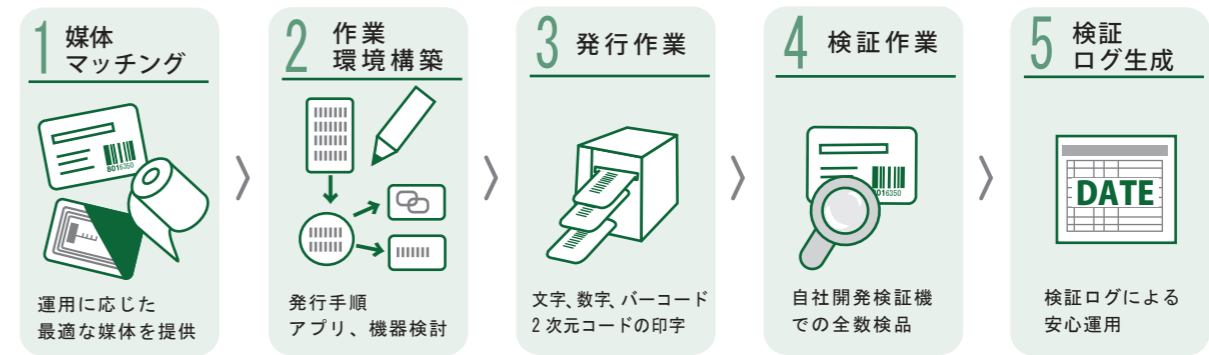 1
媒体
マッチング
BO16350
運用に応じた
最適な媒体を提供
2
作業
環境構築
発行手順
アプリ、機器検討
3
発行作業
文字、数字、バーコード
2次元コードの印字
4
検証作業
BO16350
自社開発検証機
での全数検品
5
検証
ログ生成
DATE
検証ログによる
安心運用